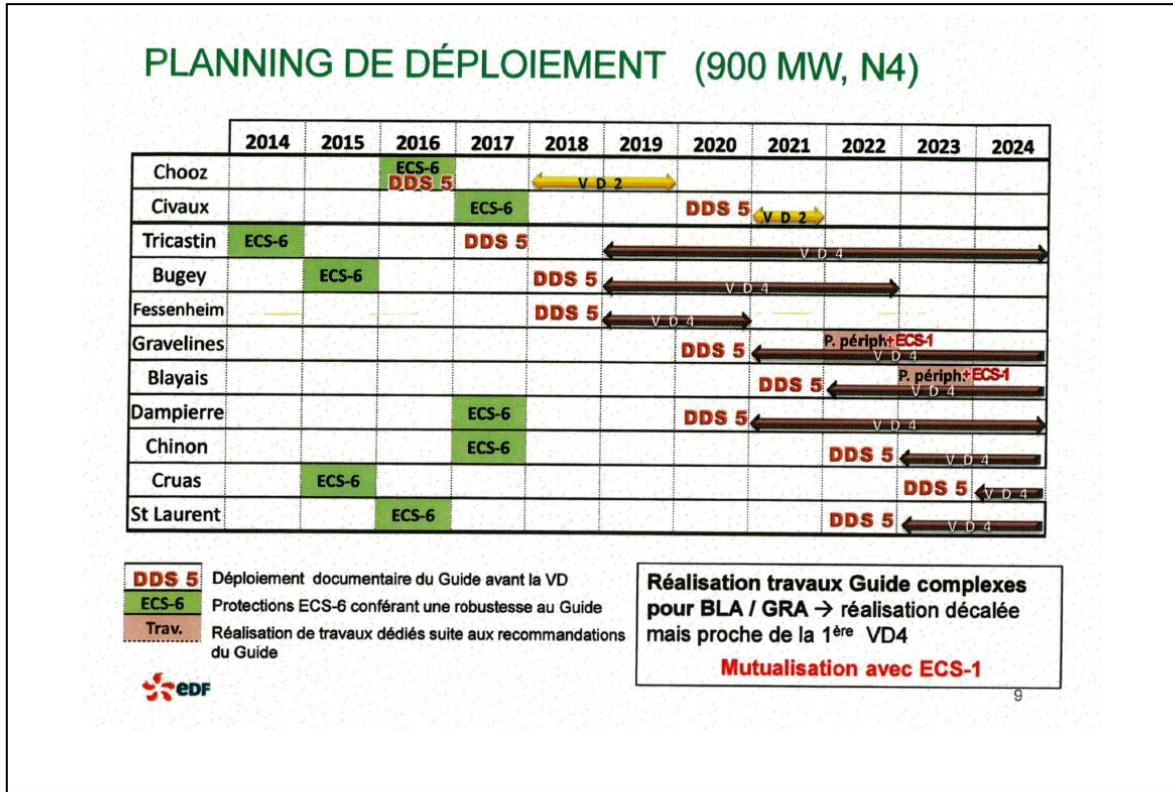 PLANNING DE DÉPLOIEMENT (900 MW, N4)
2014 2015 2016 2017 2018 2019 2020 2021 2022 2023 2024
Chooz ECS-6 DDS 5 V D 2
Civaux ECS-6 DDS 5 V D 2
Tricastin ECS-6 DDS 5 V D 4
Bugey ECS-6 DDS 5 V D 4
Fessenheim DDS 5 V D 4
Gravelines DDS 5 P. périph+ECS-1 V D 4
Blayais DDS 5 P. périph.+ECS-1 V D 4
Dampierre ECS-6 DDS 5 V D 4
Chinon ECS-6 DDS 5 V D 4
Cruas ECS-6 DDS 5 V D 4
St Laurent ECS-6 DDS 5 V D 4
DDS 5 Déploiement documentaire du Guide avant la VD
ECS-6 Protections ECS-6 conférant une robustesse au Guide
Trav. Réalisation de travaux dédiés suite aux recommandations
du Guide
Réalisation travaux Guide complexes
pour BLA / GRA → réalisation décalée
mais proche de la 1ère VD4
Mutualisation avec ECS-1
edf
9